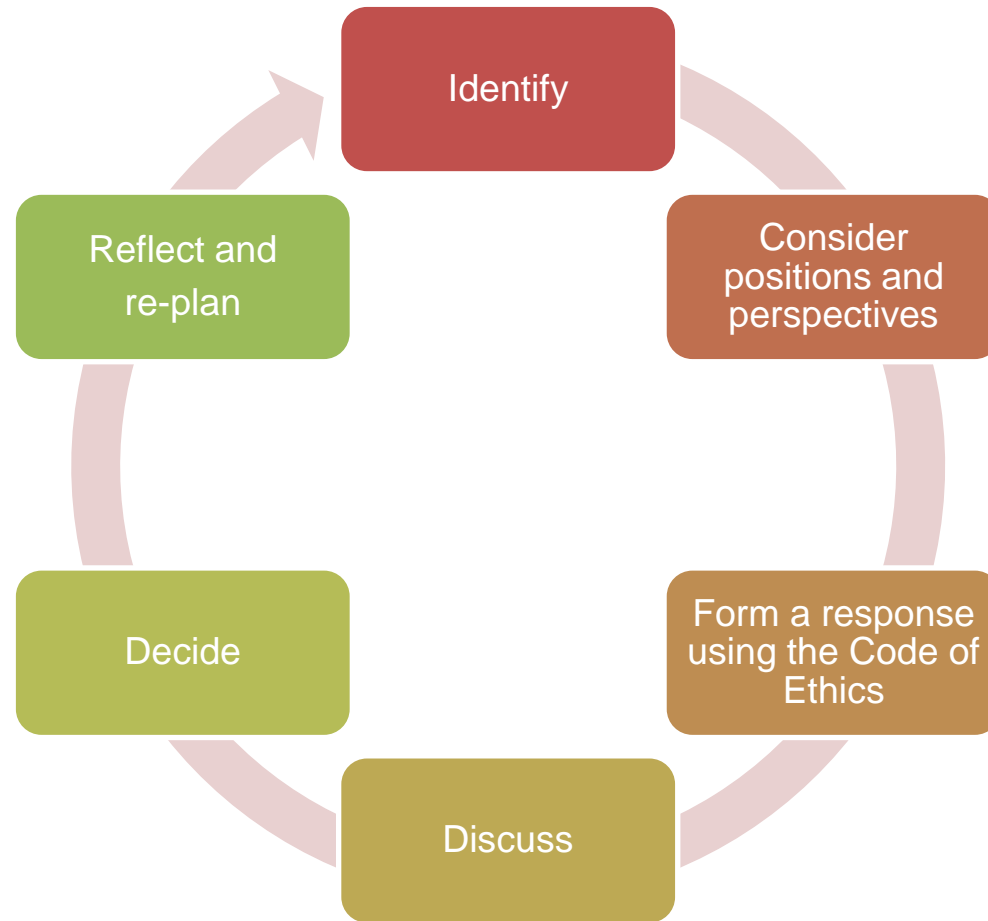 Identify
Consider
positions and
perspectives
Form a response
using the Code of
Ethics
Discuss
Decide
Reflect and
re-plan